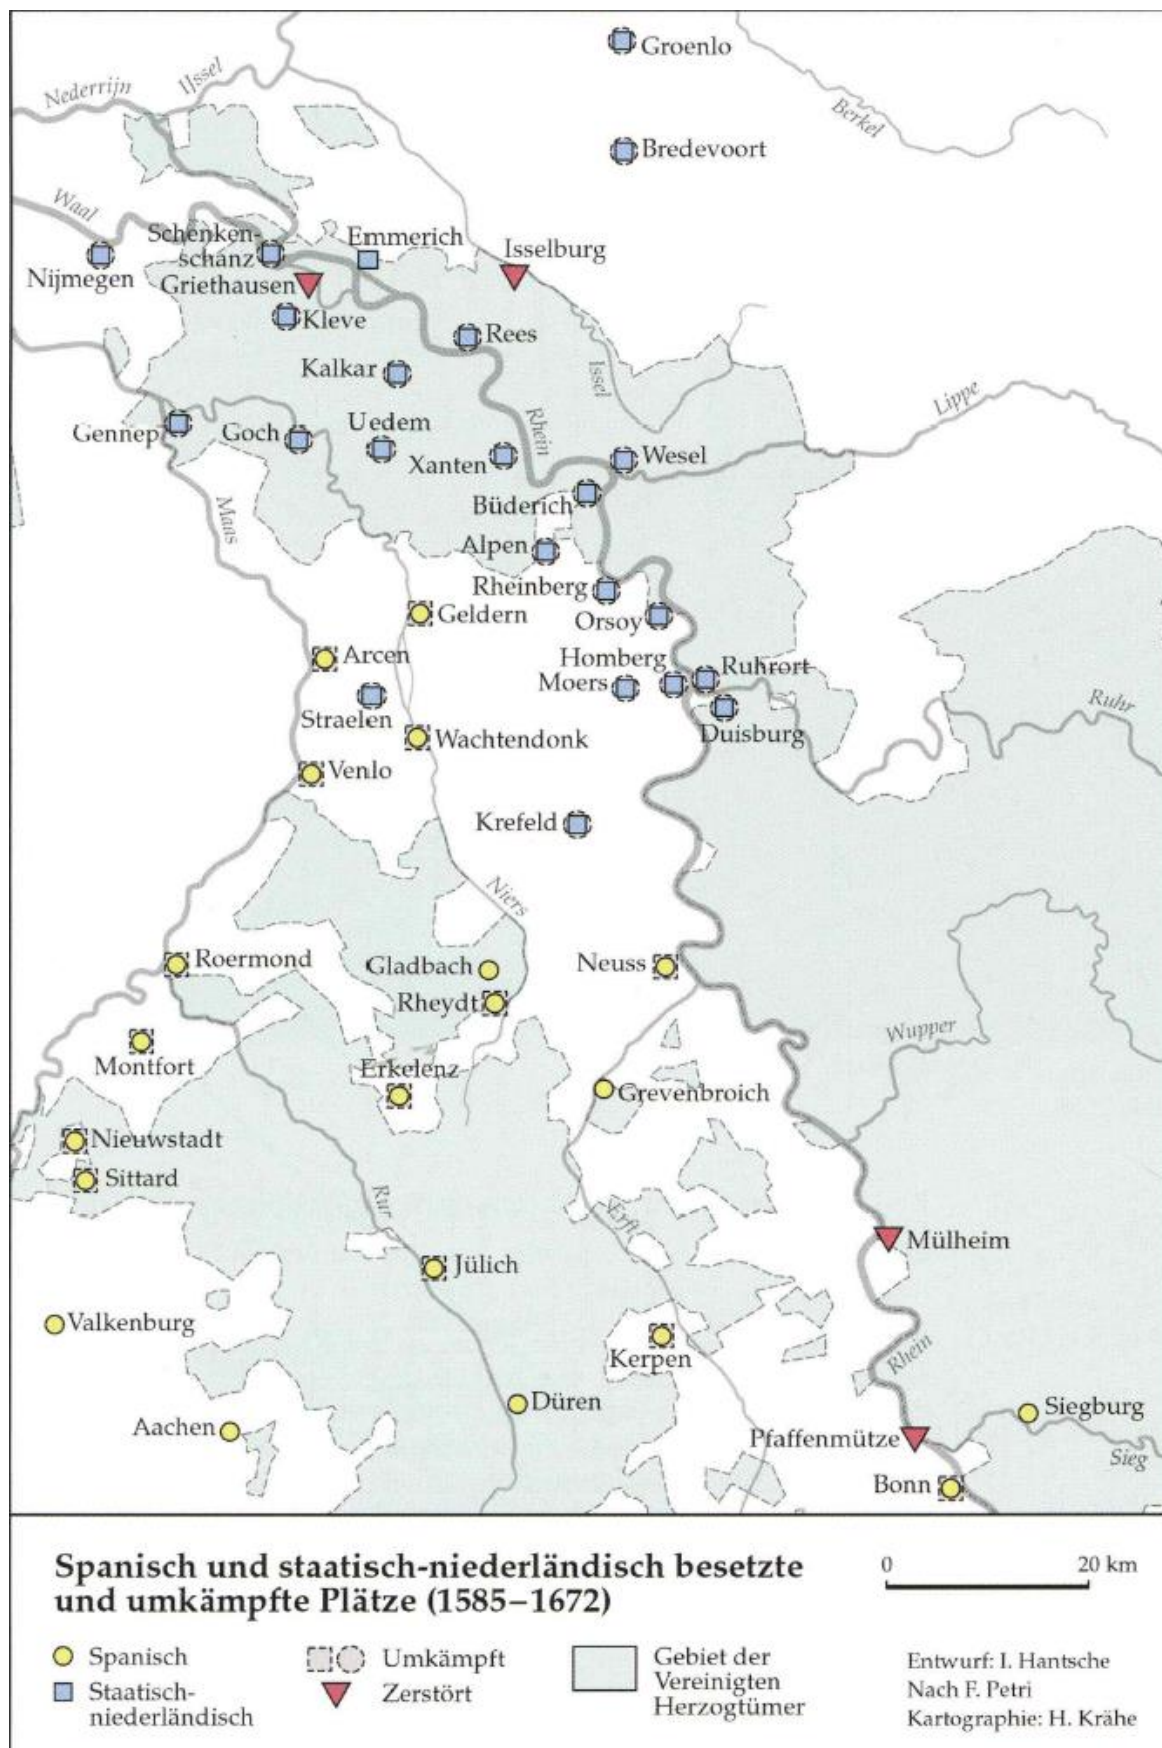 Groenlo
Nederrijn
IJssel
Berkel
Bredevoort
Waal
Schenken-
schanz
Emmerich
Isselburg
Nijmegen
Griethausen
Kleve
Rees
Kalkar
Issel
Lippe
Gennep
Goch
Uedem
Rhein
Xanten
Wesel
Büderich
Maas
Alpen
Rheinberg
Geldern
Orsoy
Arcen
Homberg
Ruhrort
Moers
Straelen
Ruhr
Duisburg
Wachtendonk
Venlo
Krefeld
Niers
Roermond
Gladbach
Neuss
Rheydt
Wupper
Montfort
Erkelenz
Grevenbroich
Nieuwstadt
Sittard
Rur
Erft
Mülheim
Jülich
Valkenburg
Kerpen
Rhein
Düren
Siegburg
Aachen
Pfaffenmütze
Sieg
Bonn
Spanisch und staatisch-niederländisch besetzte
und umkämpfte Plätze (1585–1672)
0 20 km
Spanisch
Staatisch-
niederländisch
Umkämpft
Zerstört
Gebiet der
Vereinigten
Herzogtümer
Entwurf: I. Hantsche
Nach F. Petri
Kartographie: H. Krähe